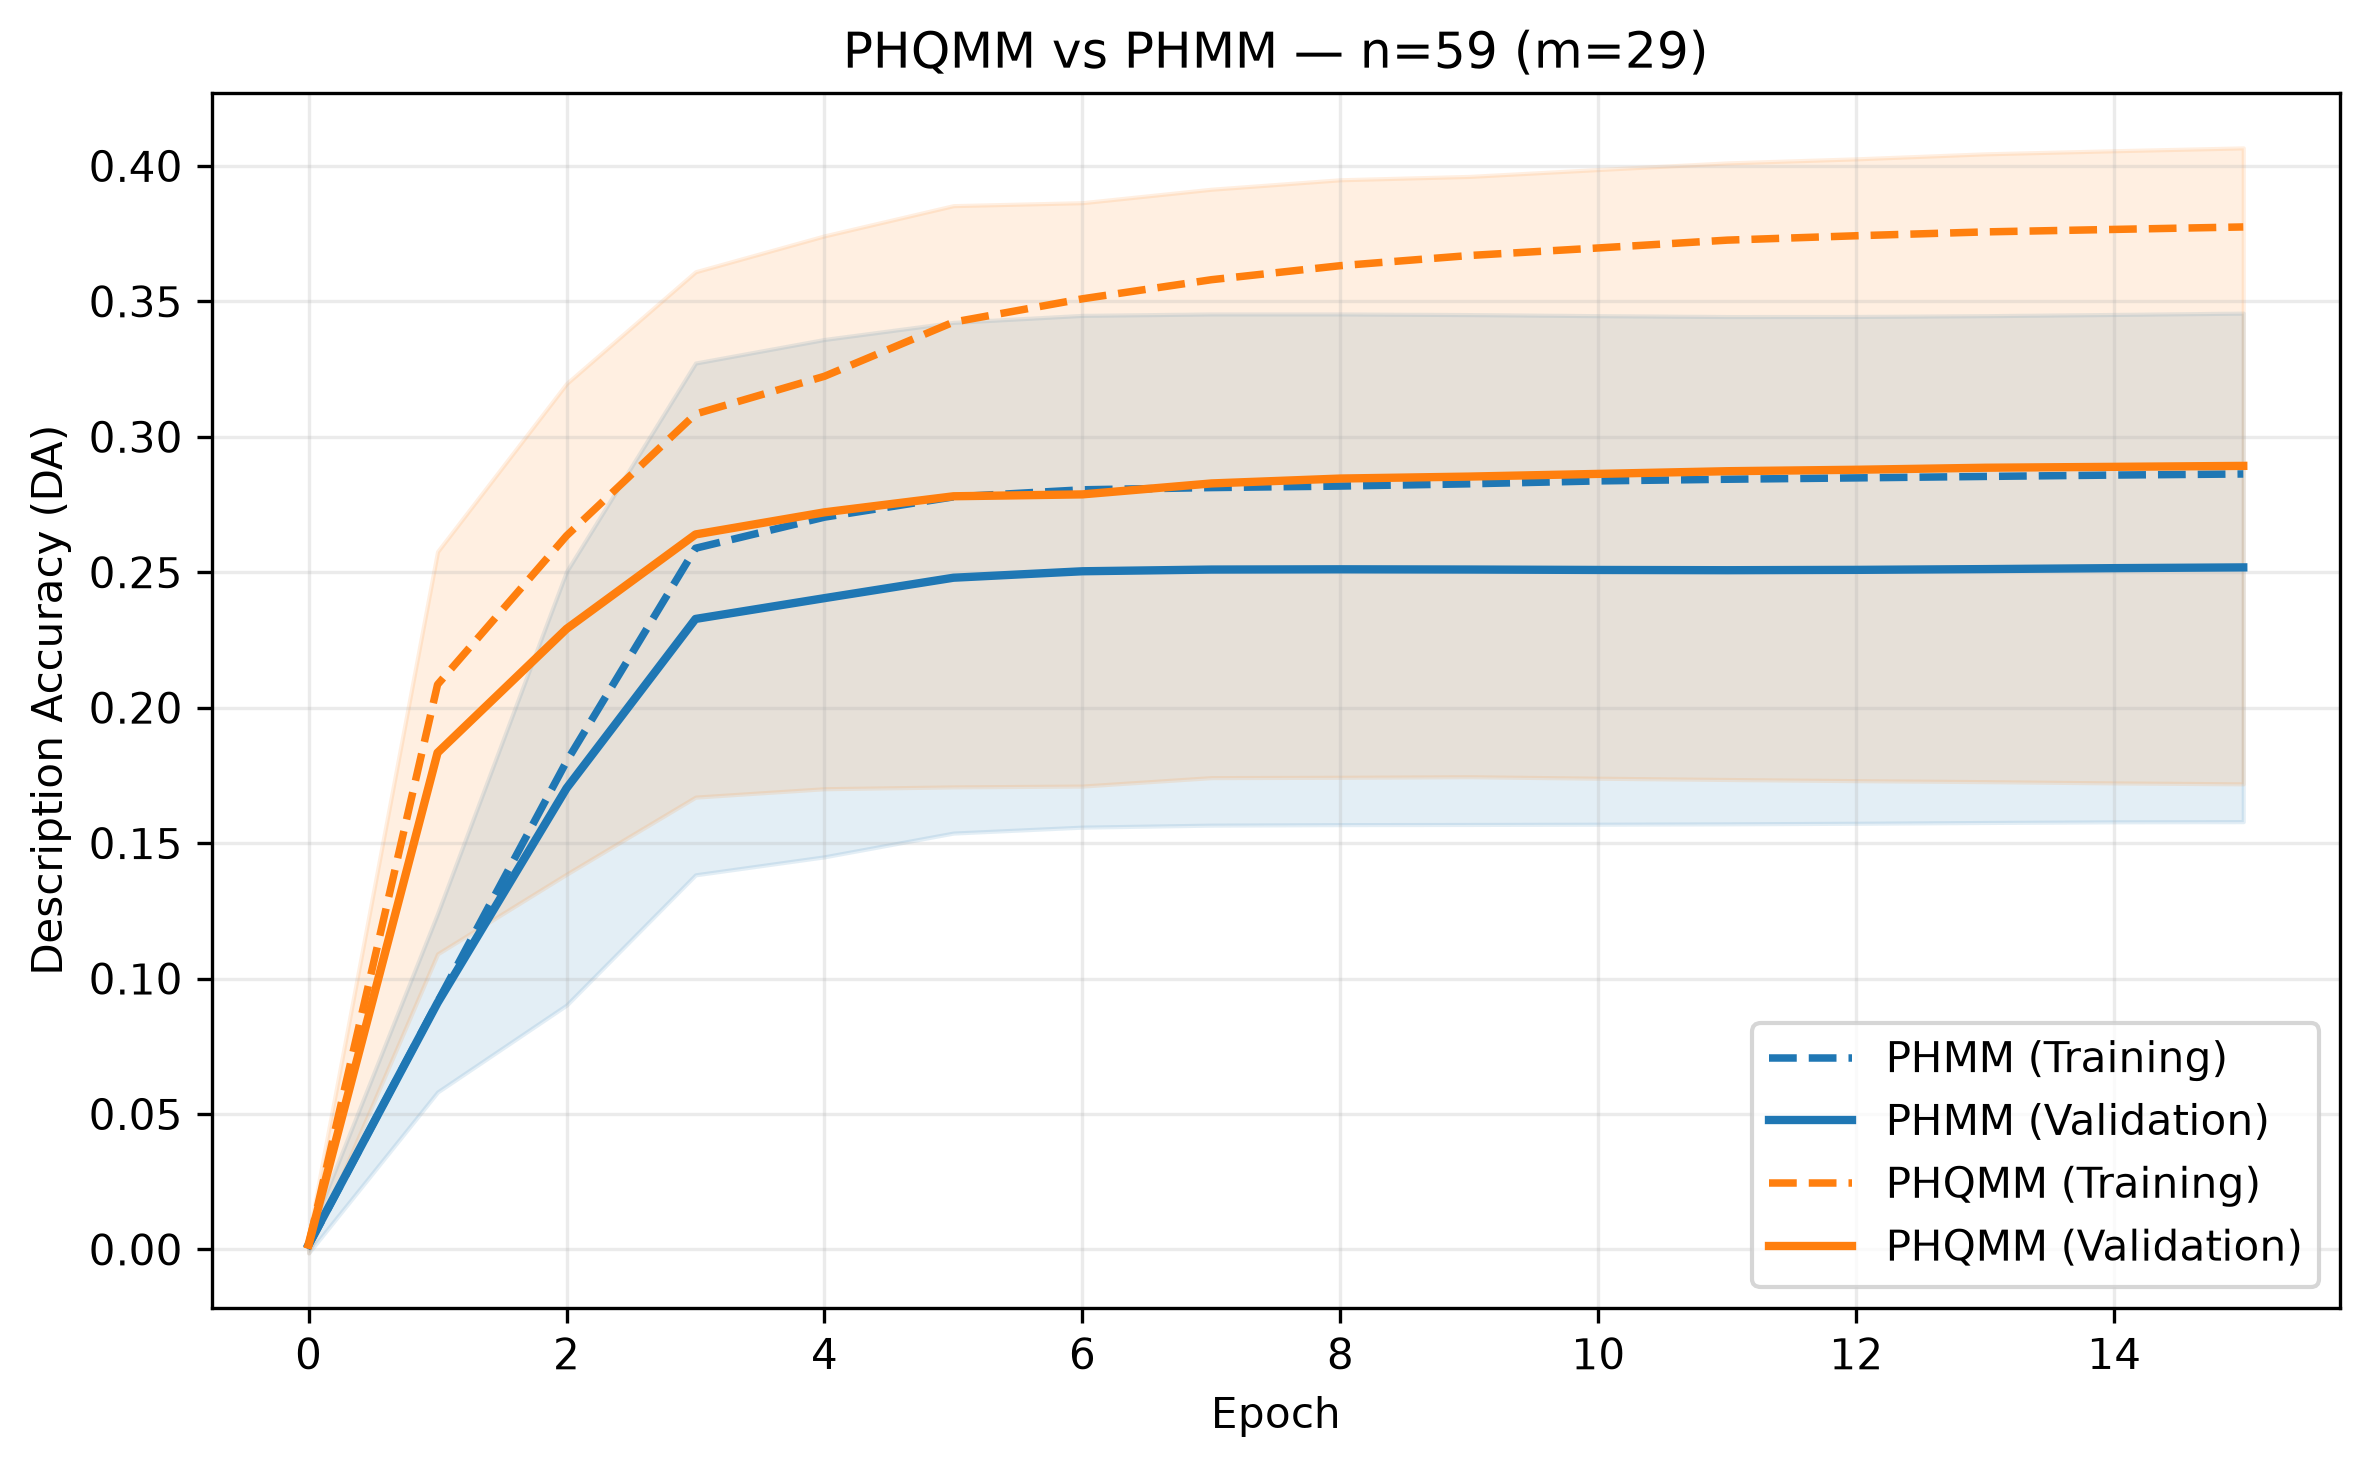 PHQMM vs PHMM — n=59 (m=29)
Description Accuracy (DA)
0.40
0.35
0.30
0.25
0.20
0.15
0.10
0.05
0.00
PHMM (Training)
PHMM (Validation)
PHQMM (Training)
PHQMM (Validation)
0 2 4 6 8 10 12 14
Epoch